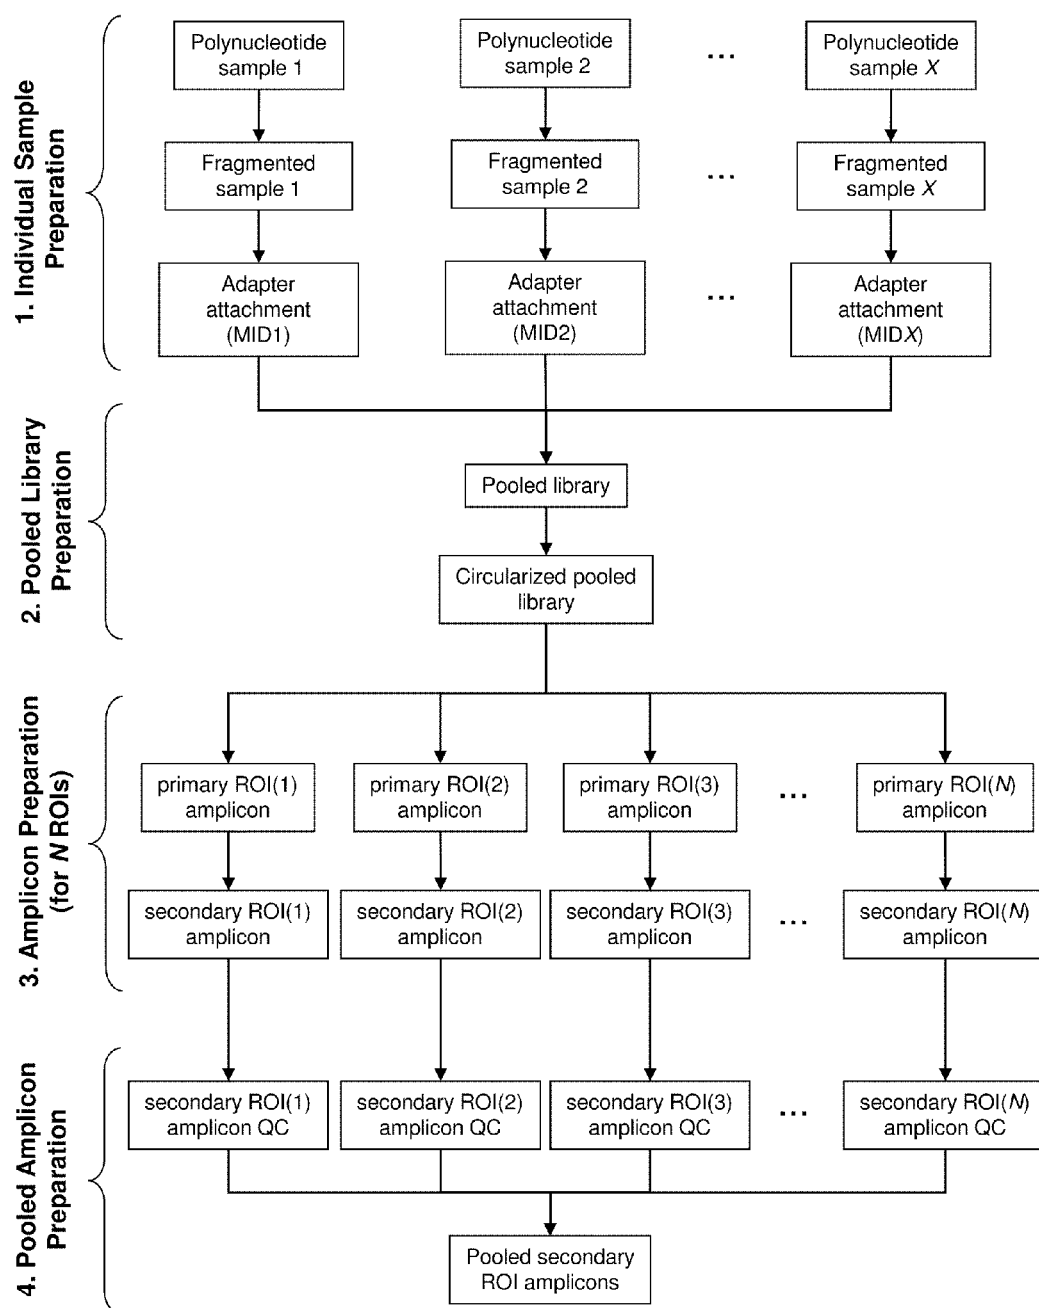 1. Individual Sample
Preparation
Polynucleotide
sample 1
Polynucleotide
sample 2
...
Polynucleotide
sample X
Fragmented
sample 1
Fragmented
sample 2
...
Fragmented
sample X
Adapter
attachment
(MID1)
Adapter
attachment
(MID2)
...
Adapter
attachment
(MIDX)
2. Pooled Library
Preparation
Pooled library
Circularized pooled
library
3. Amplicon Preparation
(for N ROIs)
primary ROI(1)
amplicon
primary ROI(2)
amplicon
primary ROI(3)
amplicon
...
primary ROI(N)
amplicon
secondary ROI(1)
amplicon
secondary ROI(2)
amplicon
secondary ROI(3)
amplicon
...
secondary ROI(N)
amplicon
4. Pooled Amplicon
Preparation
secondary ROI(1)
amplicon QC
secondary ROI(2)
amplicon QC
secondary ROI(3)
amplicon QC
...
secondary ROI(N)
amplicon QC
Pooled secondary
ROI amplicons